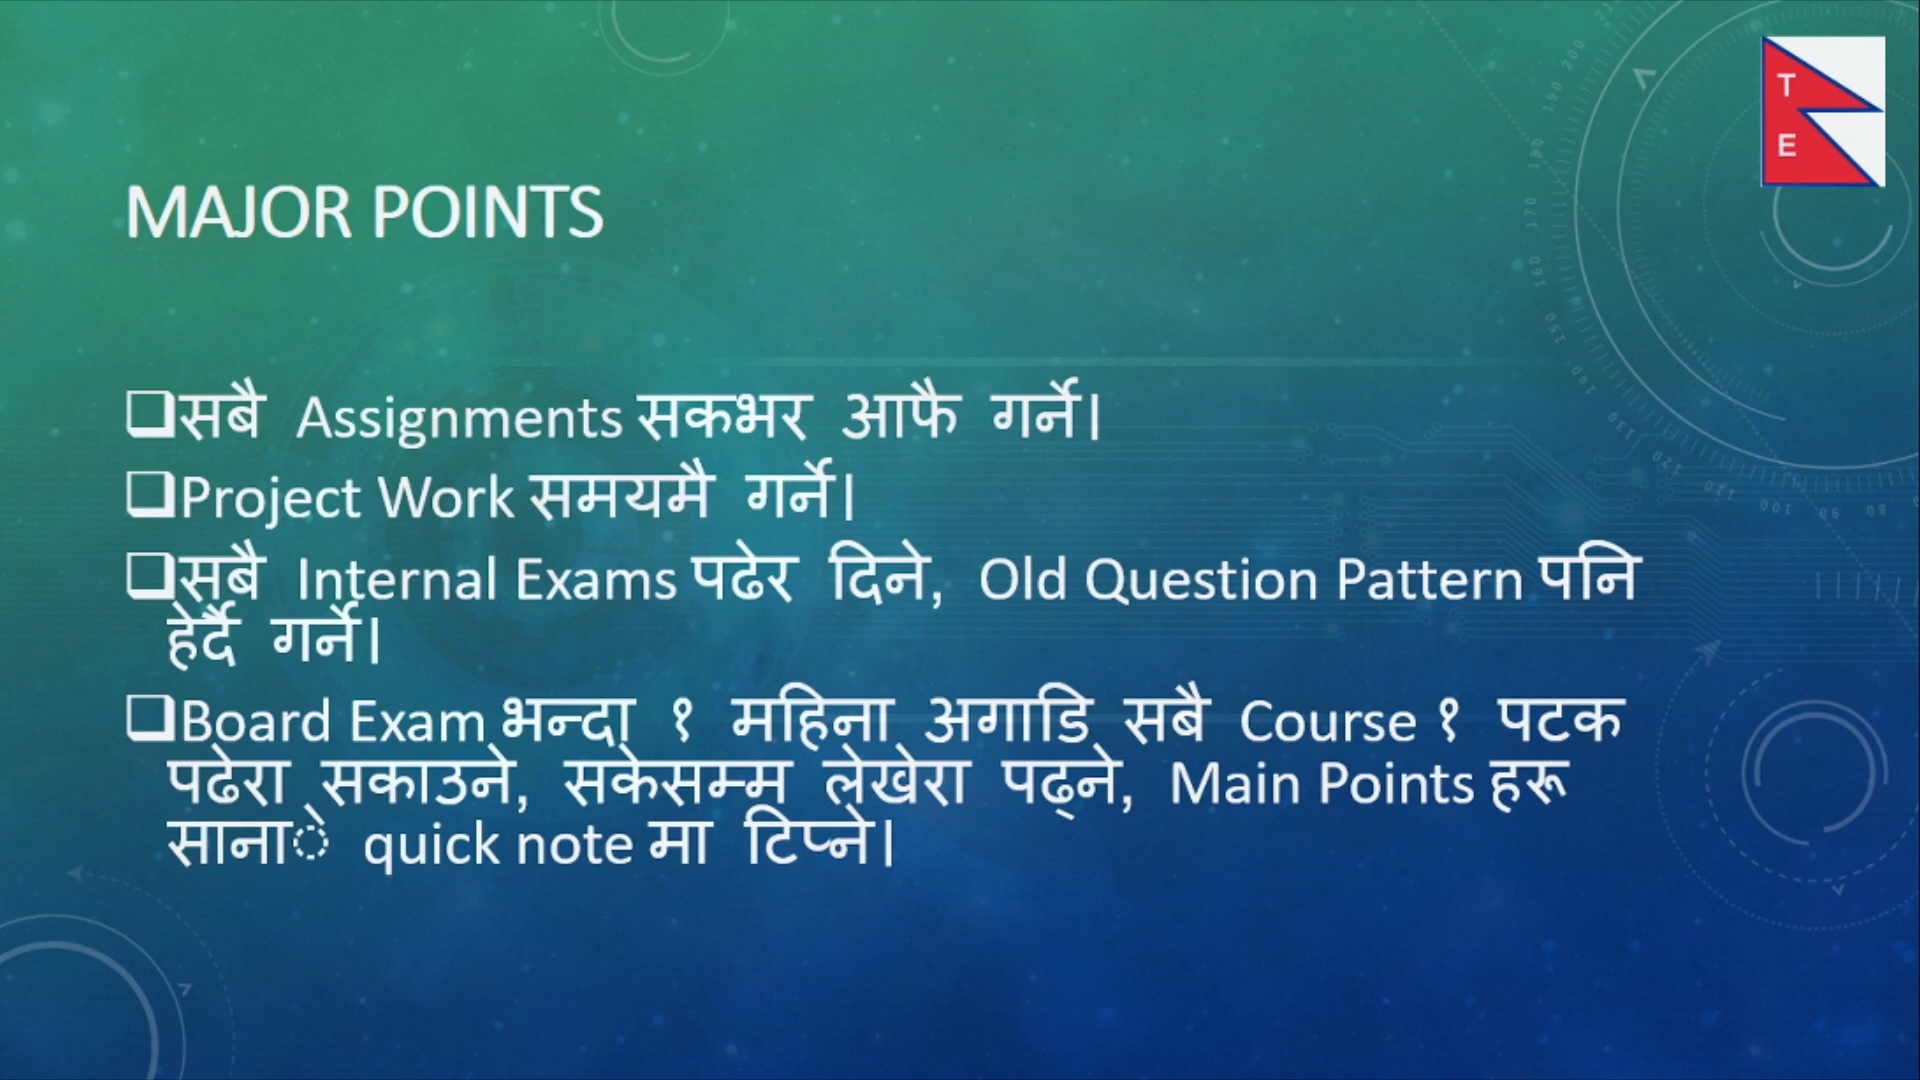 T
E
MAJOR POINTS
❑सबै Assignments सकभर आफै गर्ने।
❑Project Work समयमै गर्ने।
❑सबै Internal Exams पढेर दिने, Old Question Pattern पनि
हेर्दै गर्ने।
❑Board Exam भन्दा १ महिना अगाडि सबै Course १ पटक
पढेरा सकाउने, सकेसम्म लेखेरा पढ्ने, Main Points हरू
सानाे quick note मा टिप्ने।